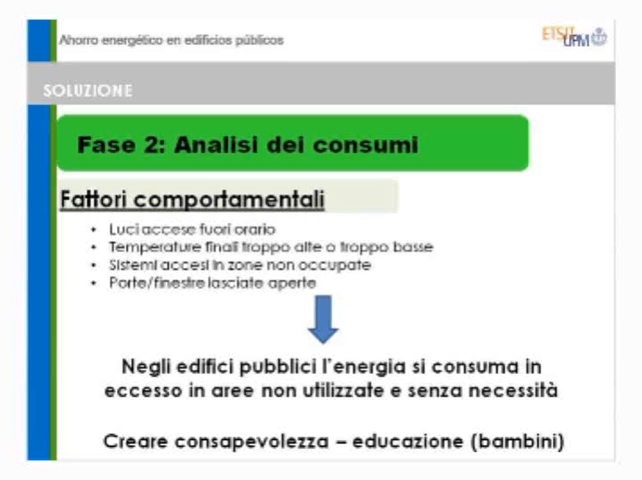 Ahorro energético en edificios públicos
ETSIT UPM
SOLUZIONE
Fase 2: Analisi dei consumi
Fattori comportamentali
• Luci accese fuori orario
• Temperature finali troppo alte o troppo basse
• Sistemi accesi in zone non occupate
• Porte/finestre lasciate aperte
Negli edifici pubblici l'energia si consuma in
eccesso in aree non utilizzate e senza necessità
Creare consapevolezza – educazione (bambini)